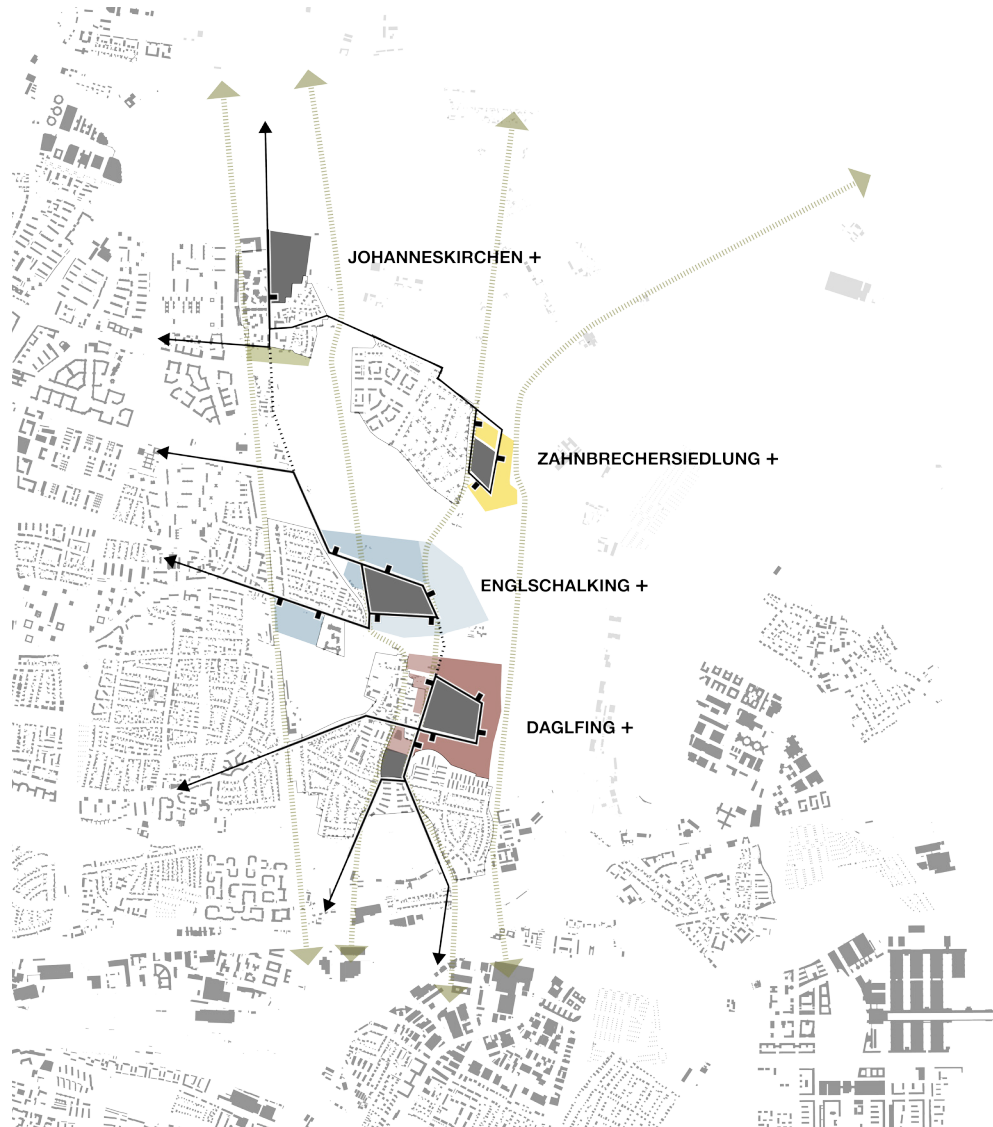 JOHANNESKIRCHEN +
ZAHNBRECHERSIEDLUNG +
ENGLSCHALKING +
DAGLFING +